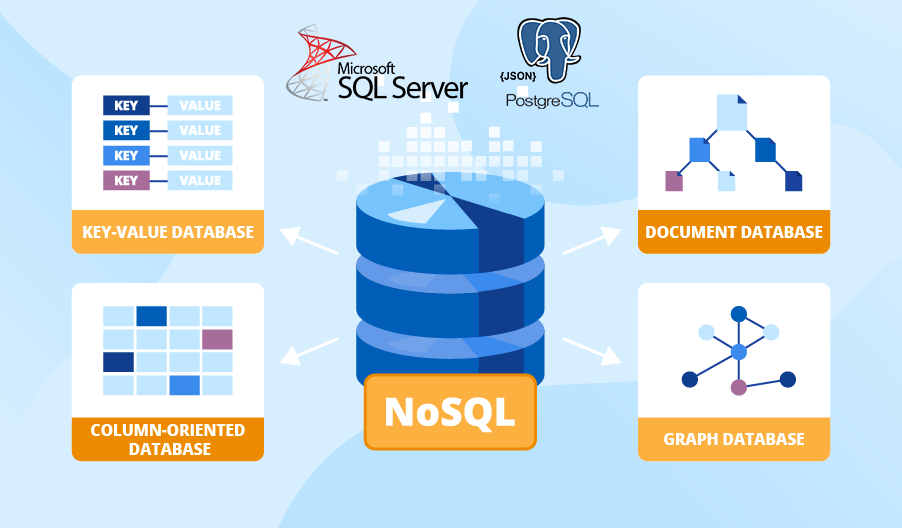 Microsoft
SQL Server
{JSON}
PostgreSQL
KEY VALUE
KEY VALUE
KEY VALUE
KEY VALUE
KEY-VALUE DATABASE
DOCUMENT DATABASE
COLUMN-ORIENTED
DATABASE
NoSQL
GRAPH DATABASE